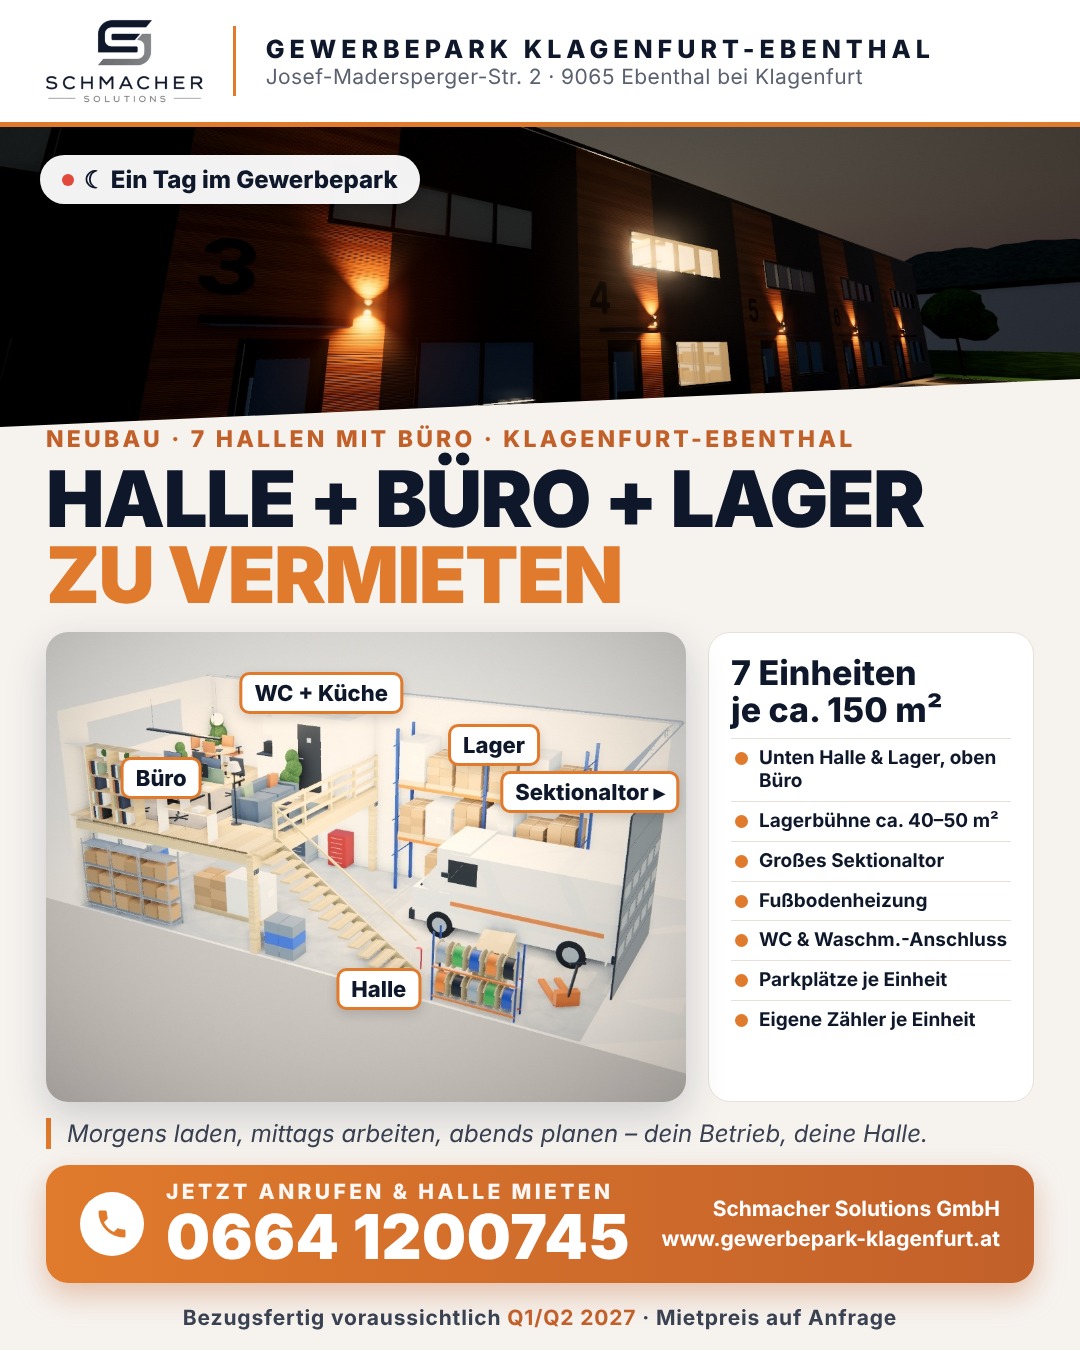 SCHMACHER
SOLUTIONS
GEWERBEPARK KLAGENFURT-EBENTHAL
Josef-Madersperger-Str. 2 · 9065 Ebenthal bei Klagenfurt
☾ Ein Tag im Gewerbepark
3
4
5
6
NEUBAU · 7 HALLEN MIT BÜRO · KLAGENFURT-EBENTHAL
HALLE + BÜRO + LAGER
ZU VERMIETEN
WC + Küche
Lager
Büro
Sektionaltor ▸
Halle
7 Einheiten
je ca. 150 m²
Unten Halle & Lager, oben
Büro
Lagerbühne ca. 40–50 m²
Großes Sektionaltor
Fußbodenheizung
WC & Waschm.-Anschluss
Parkplätze je Einheit
Eigene Zähler je Einheit
Morgens laden, mittags arbeiten, abends planen – dein Betrieb, deine Halle.
JETZT ANRUFEN & HALLE MIETEN
0664 1200745
Schmacher Solutions GmbH
www.gewerbepark-klagenfurt.at
Bezugsfertig voraussichtlich Q1/Q2 2027 · Mietpreis auf Anfrage